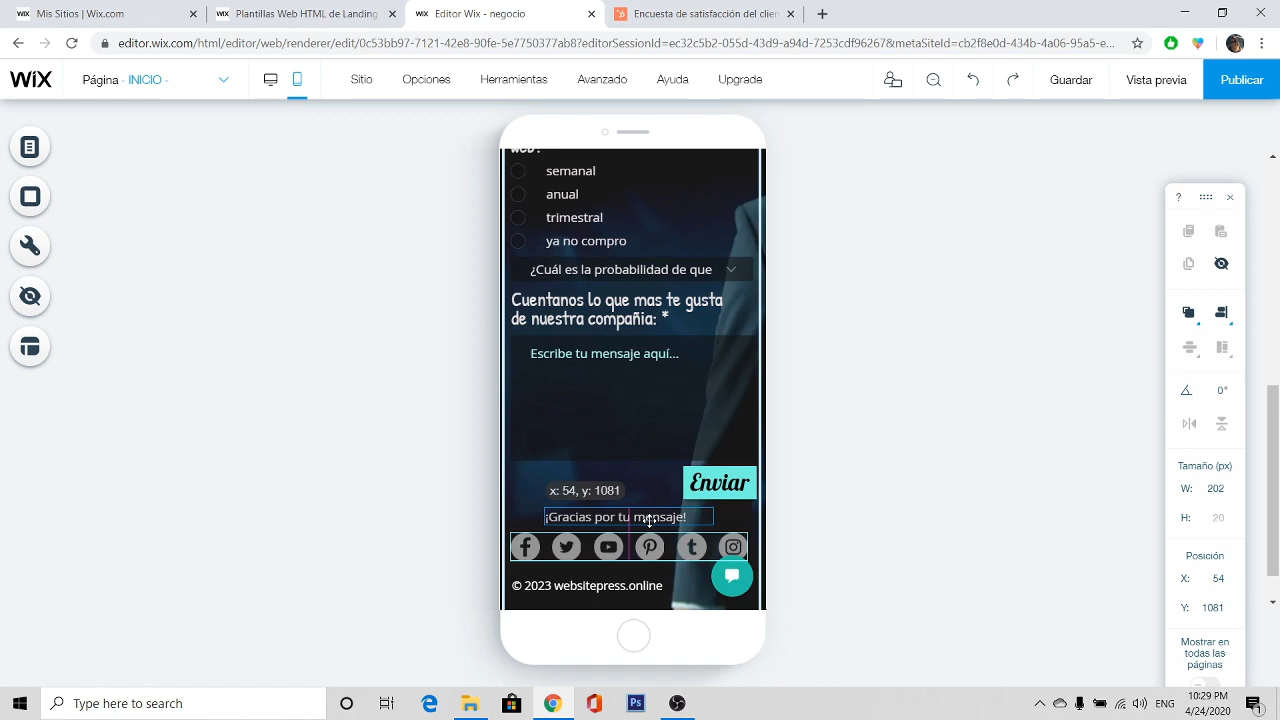 Mis Sitios | Wix.com
Plantillas Web HTML de Landing
Editor Wix - negocio
Encuesta de satisfacción del clien
editor.wix.com/html/editor/web/renderer/edit/0c53bb97-7121-42e8-90fe-5e7750377ab8?editorSession=ec32c5b2-055d-43d9-a94d-7253cdf96267&metaSiteId=cb2f8e0d-434b-4a06-95a5-e...
WiX
Página - INICIO -
Sitio
Opciones
Herramientas
Avanzado
Ayuda
Upgrade
Guardar
Vista previa
Publicar
web?
semanal
anual
trimestral
ya no compro
¿Cuál es la probabilidad de que
Cuentanos lo que mas te gusta
de nuestra compañia: *
Escribe tu mensaje aquí...
Enviar
x: 54, y: 1081
¡Gracias por tu mensaje!
© 2023 websitepress.online
?
0°
Tamaño (px)
W: 202
H: 20
Posición
X: 54
Y: 1081
Mostrar en
todas las
páginas
Type here to search
ENG
10:29 PM
4/24/2020